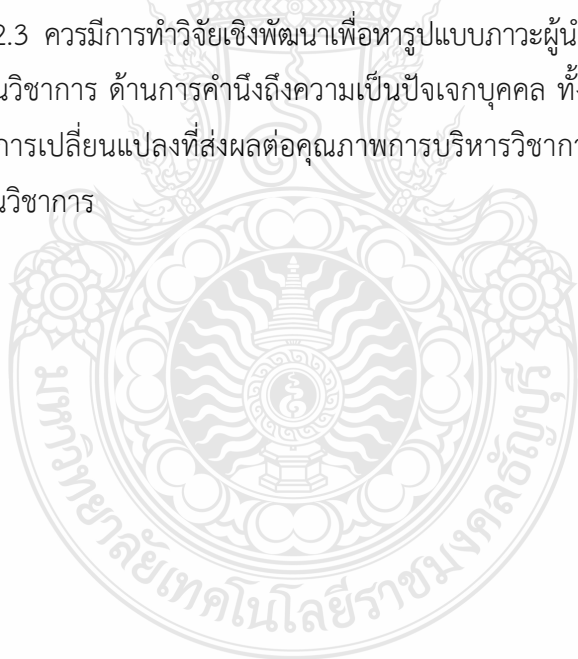 2.3 ควรมีการทำวิจัยเชิงพัฒนาเพื่อหารูปแบบภาวะผู้นำ
นวิชาการ ด้านการคำนึงถึงความเป็นปัจเจกบุคคล ทั้ง
การเปลี่ยนแปลงที่ส่งผลต่อคุณภาพการบริหารวิชากา
นวิชาการ
มหาวิทยาลัยเทคโนโลยีราชมงคลธัญบุรี